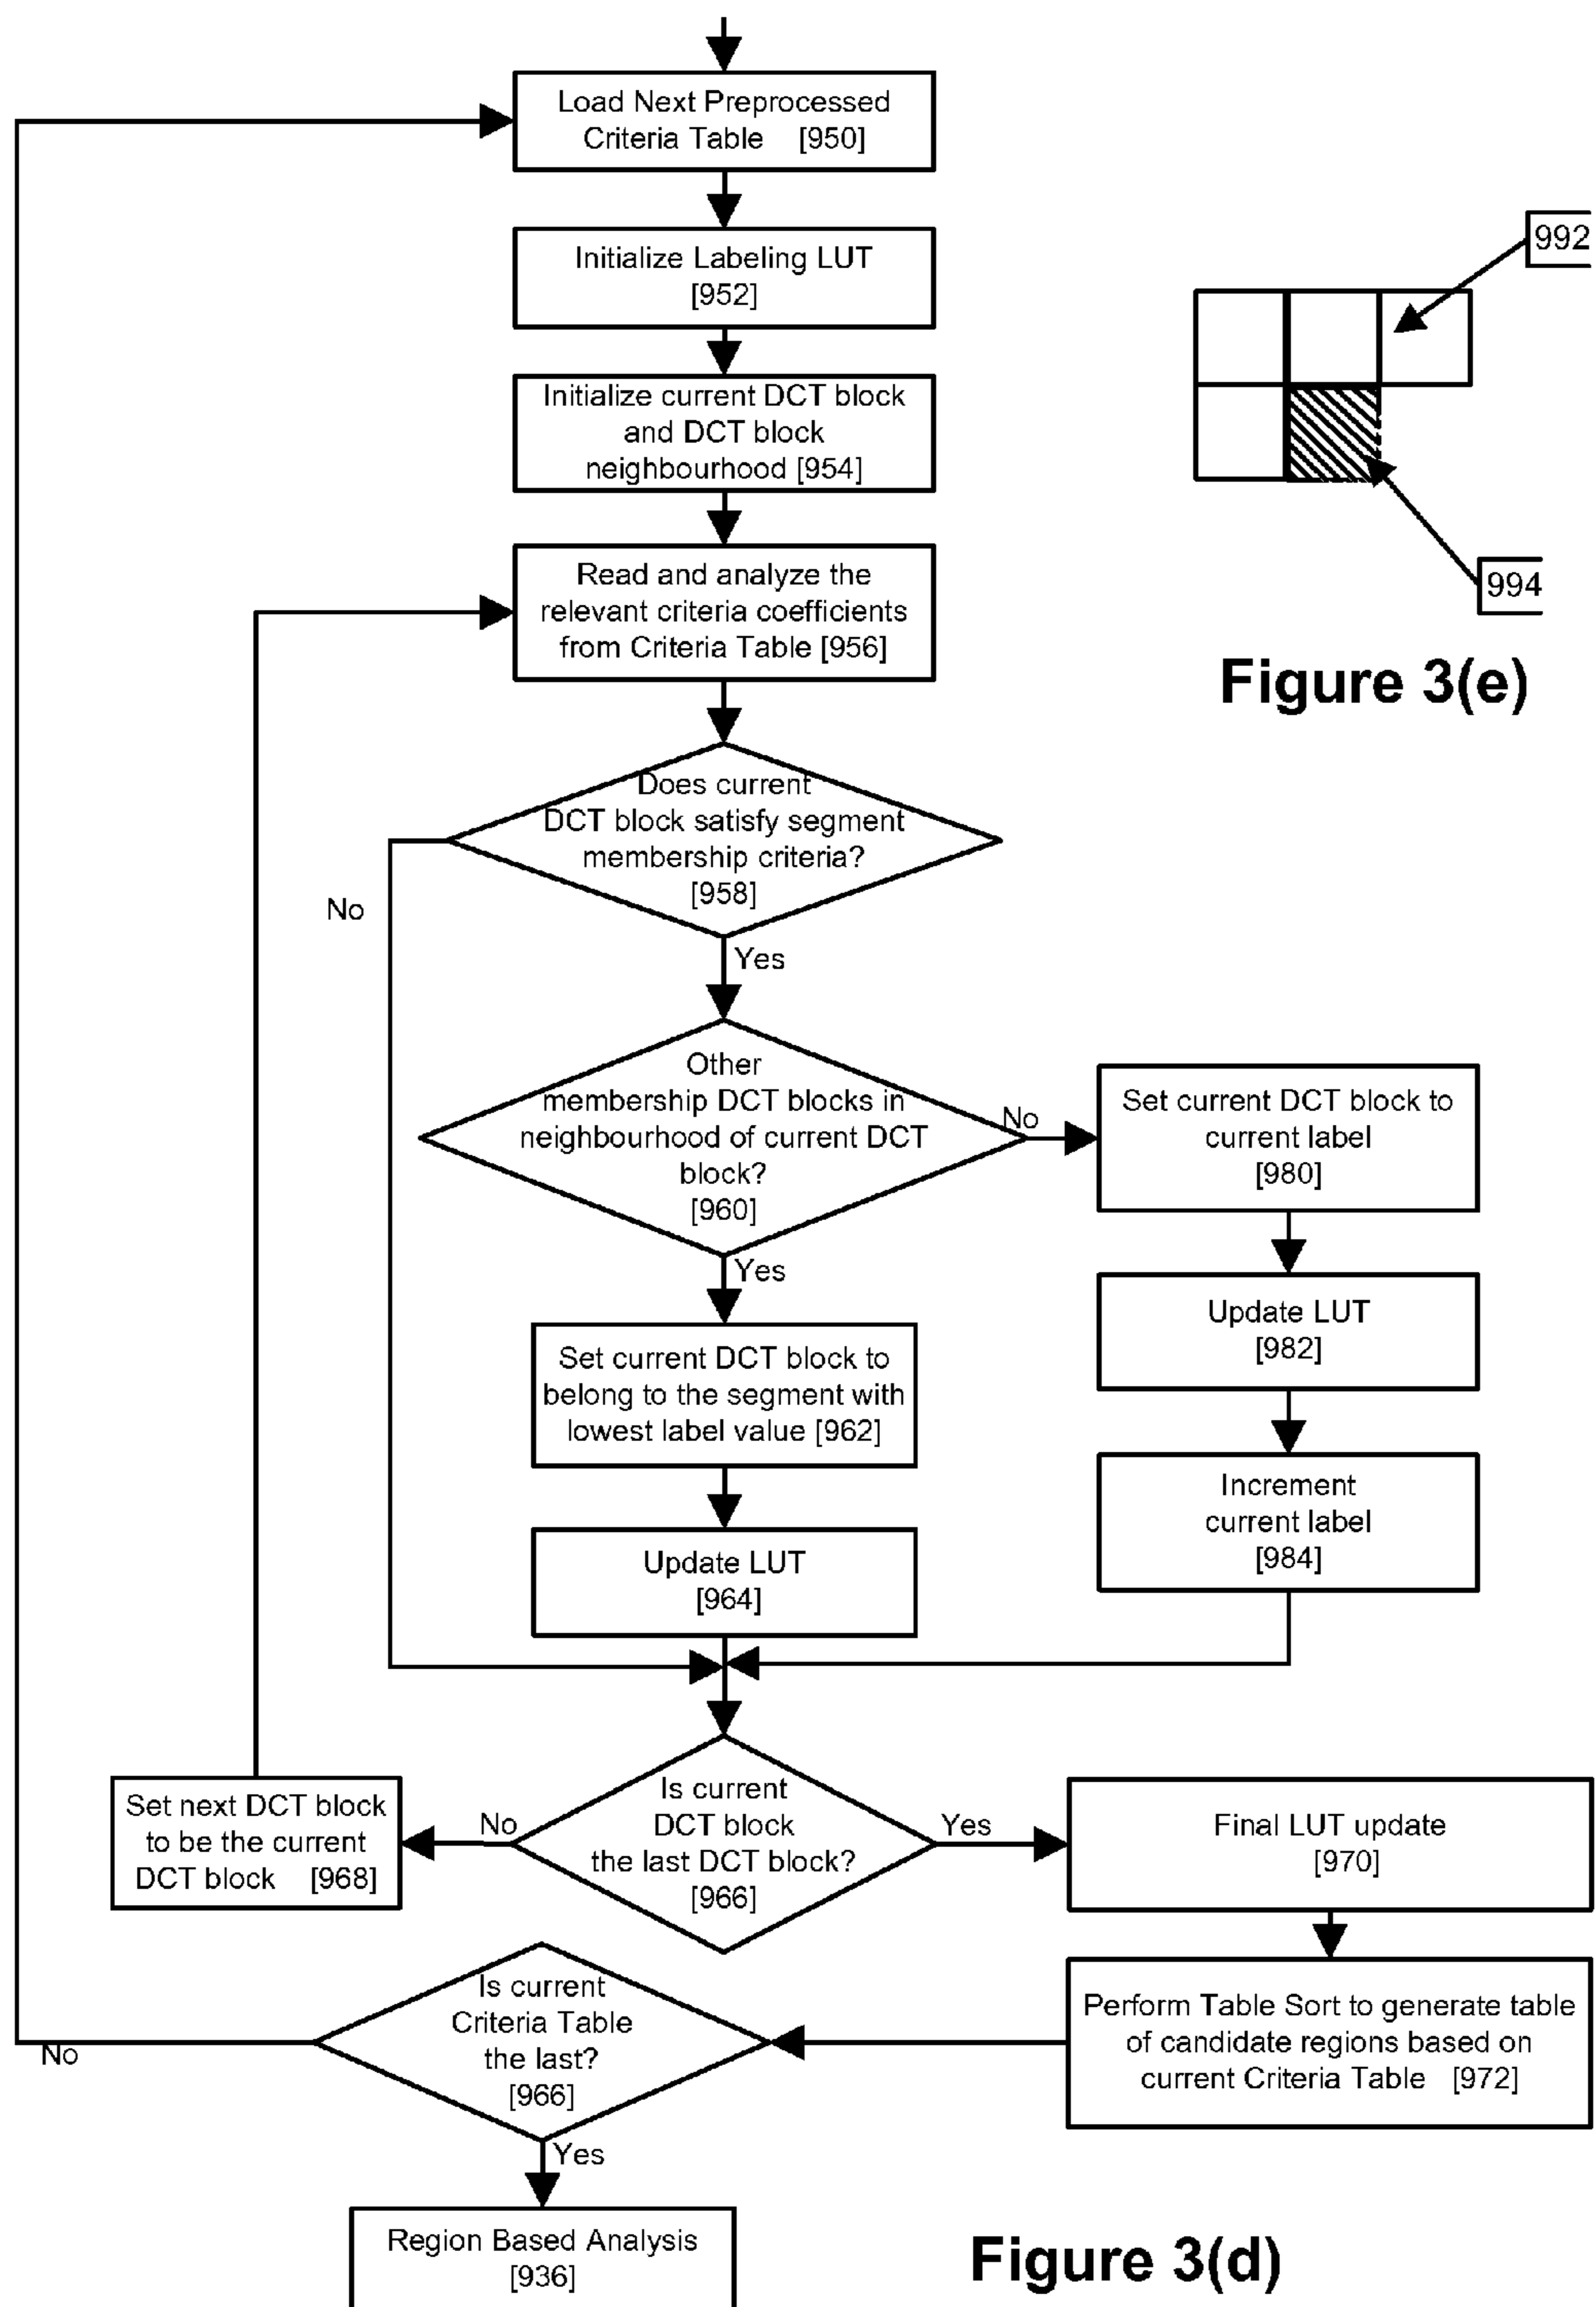 Load Next Preprocessed
Criteria Table [950]
Initialize Labeling LUT
[952]
992
Initialize current DCT block
and DCT block
neighbourhood [954]
Read and analyze the
relevant criteria coefficients
from Criteria Table [956]
994
Figure 3(e)
Does current
DCT block satisfy segment
membership criteria?
[958]
No
Yes
Other
membership DCT blocks in
neighbourhood of current DCT
block?
[960]
No
Set current DCT block to
current label
[980]
Yes
Update LUT
[982]
Set current DCT block to
belong to the segment with
lowest label value [962]
Increment
current label
[984]
Update LUT
[964]
Set next DCT block
to be the current
DCT block [968]
No
Is current
DCT block
the last DCT block?
[966]
Yes
Final LUT update
[970]
Perform Table Sort to generate table
of candidate regions based on
current Criteria Table [972]
Is current
Criteria Table
the last?
[966]
No
Yes
Region Based Analysis
[936]
Figure 3(d)